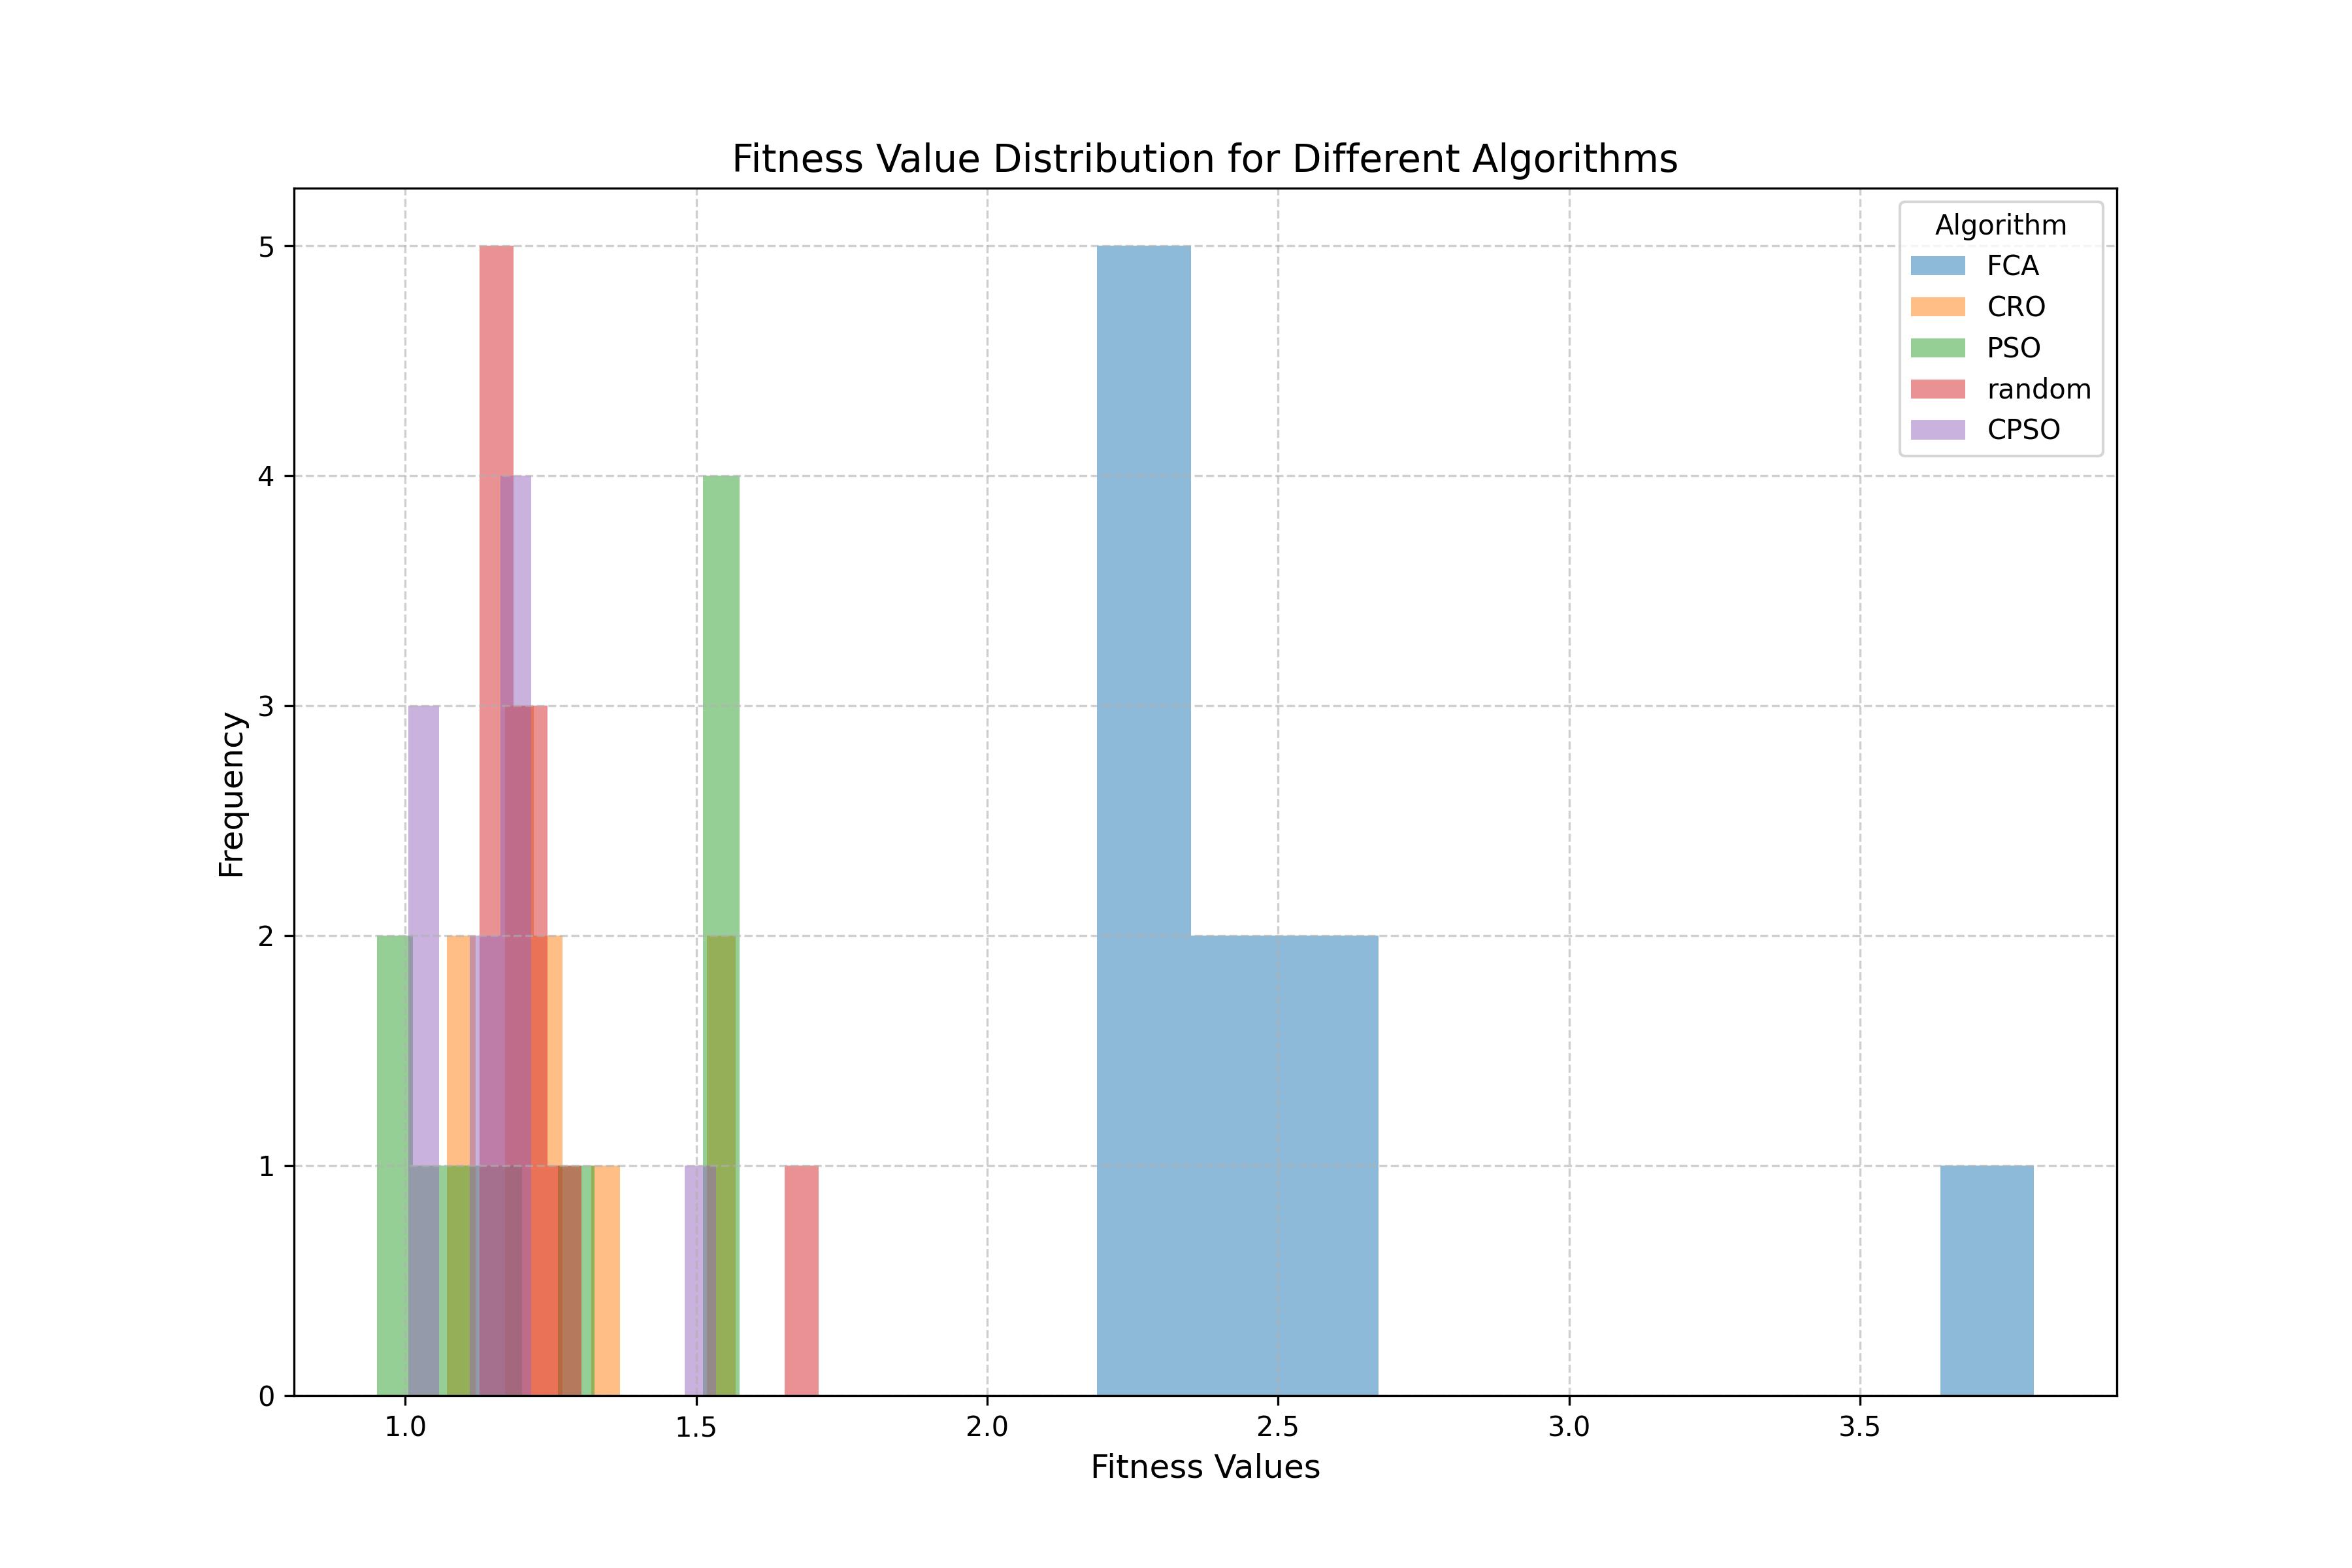 Fitness Value Distribution for Different Algorithms
Algorithm
FCA
CRO
PSO
random
CPSO
Frequency
5
4
3
2
1
0
1.0 1.5 2.0 2.5 3.0 3.5
Fitness Values